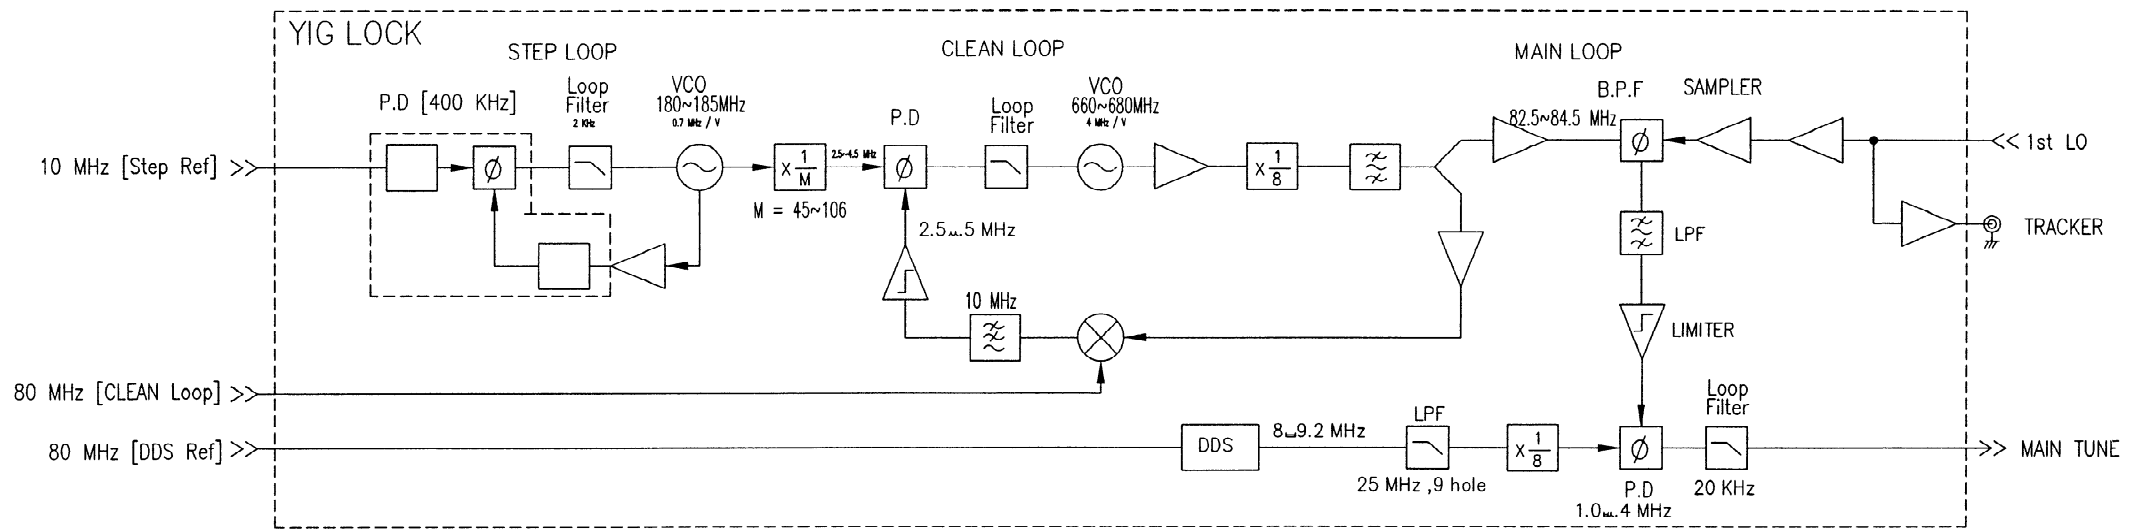 YIG LOCK
STEP LOOP
CLEAN LOOP
MAIN LOOP
P.D [400 KHz]
Loop
Filter
2 KHz
VCO
180~185MHz
0.7 MHz / V
P.D
Loop
Filter
VCO
660~680MHz
4 MHz / V
B.P.F
82.5~84.5 MHz
SAMPLER
10 MHz [Step Ref]
Ø
X 1/M
2.5~4.5 MHz
Ø
X 1/8
Ø
1st LO
M = 45~106
2.5...5 MHz
LPF
TRACKER
10 MHz
LIMITER
80 MHz [CLEAN Loop]
80 MHz [DDS Ref]
DDS
8~9.2 MHz
LPF
25 MHz ,9 hole
X 1/8
Ø
P.D
1.0...4 MHz
Loop
Filter
20 KHz
MAIN TUNE